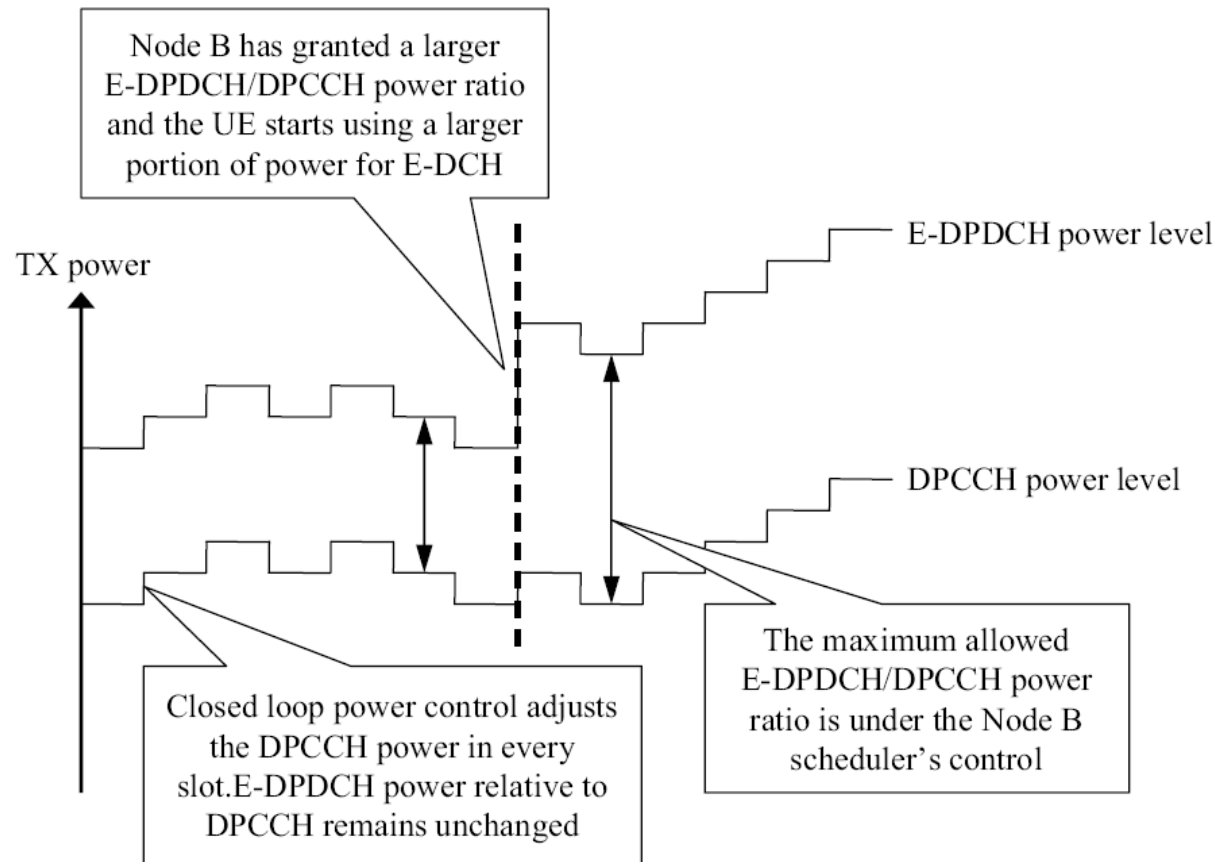 Node B has granted a larger
E-DPDCH/DPCCH power ratio
and the UE starts using a larger
portion of power for E-DCH
E-DPDCH power level
TX power
DPCCH power level
Closed loop power control adjusts
the DPCCH power in every
slot.E-DPDCH power relative to
DPCCH remains unchanged
The maximum allowed
E-DPDCH/DPCCH power
ratio is under the Node B
scheduler’s control